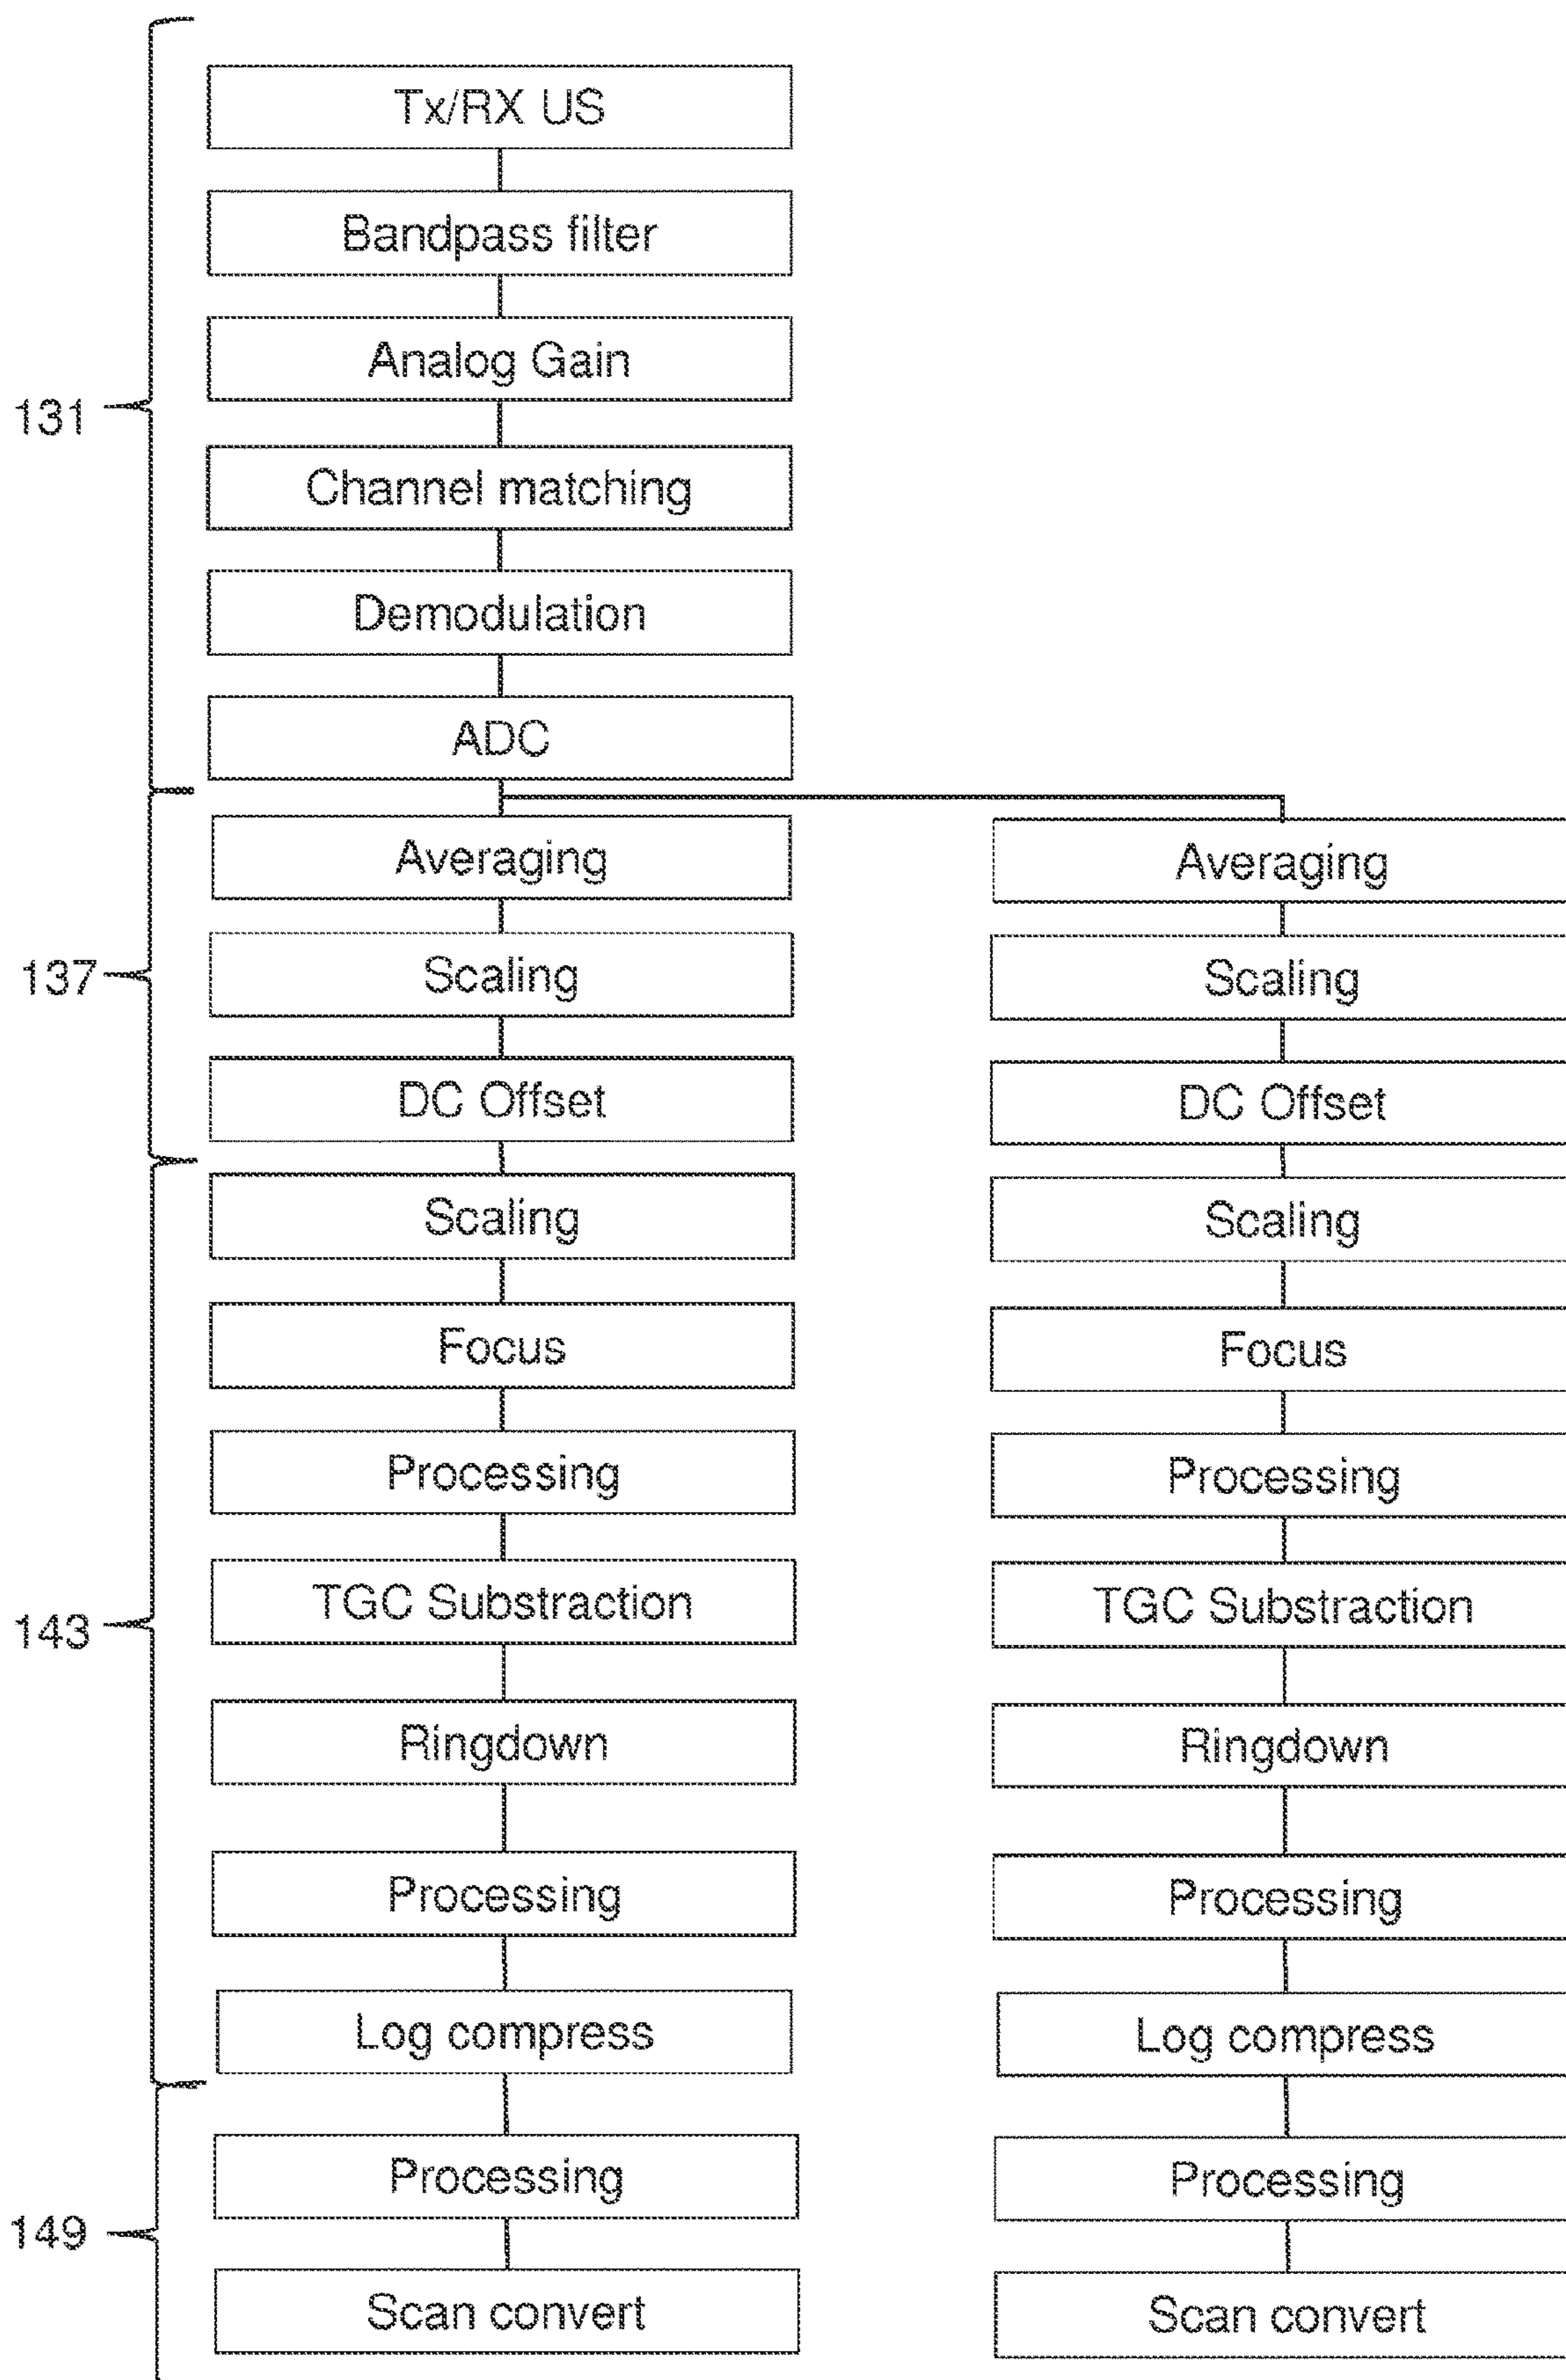 Tx/RX US
Bandpass filter
Analog Gain
131
Channel matching
Demodulation
ADC
Averaging
Averaging
137
Scaling
Scaling
DC Offset
DC Offset
Scaling
Scaling
Focus
Focus
Processing
Processing
143
TGC Substraction
TGC Substraction
Ringdown
Ringdown
Processing
Processing
Log compress
Log compress
Processing
Processing
149
Scan convert
Scan convert